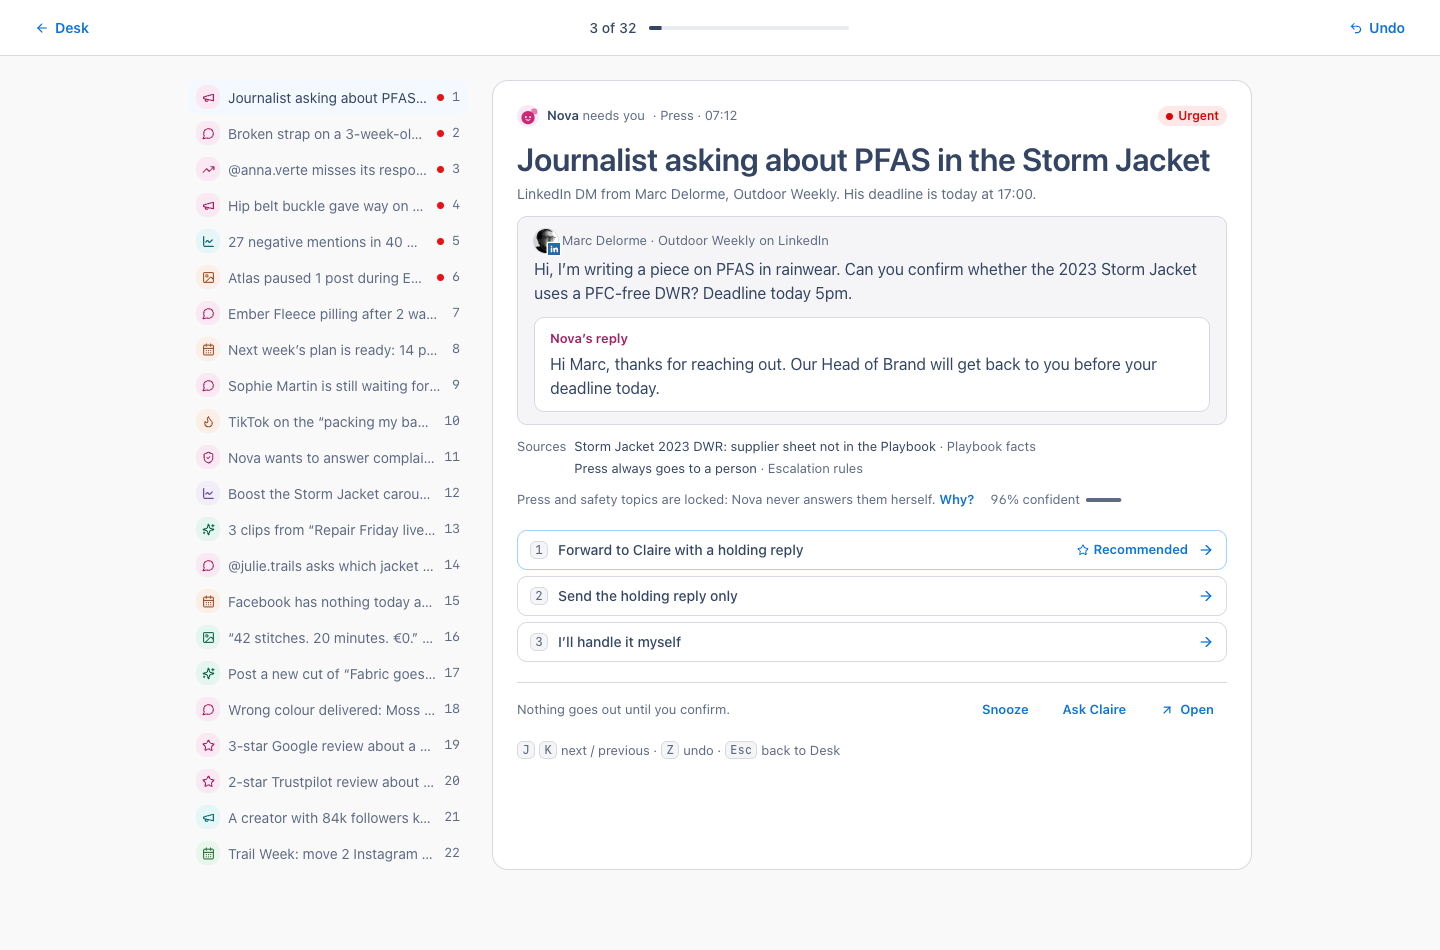 Desk
3 of 32
Undo
Journalist asking about PFAS... 1
Broken strap on a 3-week-ol... 2
@anna.verte misses its respo... 3
Hip belt buckle gave way on ... 4
27 negative mentions in 40 ... 5
Atlas paused 1 post during E... 6
Ember Fleece pilling after 2 wa... 7
Next week’s plan is ready: 14 p... 8
Sophie Martin is still waiting for... 9
TikTok on the “packing my ba... 10
Nova wants to answer complai... 11
Boost the Storm Jacket carou... 12
3 clips from “Repair Friday live... 13
@julie.trails asks which jacket ... 14
Facebook has nothing today a... 15
“42 stitches. 20 minutes. €0.” ... 16
Post a new cut of “Fabric goes... 17
Wrong colour delivered: Moss ... 18
3-star Google review about a ... 19
2-star Trustpilot review about ... 20
A creator with 84k followers k... 21
Trail Week: move 2 Instagram ... 22
Nova needs you · Press · 07:12
Urgent
Journalist asking about PFAS in the Storm Jacket
LinkedIn DM from Marc Delorme, Outdoor Weekly. His deadline is today at 17:00.
in
Marc Delorme · Outdoor Weekly on LinkedIn
Hi, I’m writing a piece on PFAS in rainwear. Can you confirm whether the 2023 Storm Jacket
uses a PFC-free DWR? Deadline today 5pm.
Nova’s reply
Hi Marc, thanks for reaching out. Our Head of Brand will get back to you before your
deadline today.
Sources Storm Jacket 2023 DWR: supplier sheet not in the Playbook · Playbook facts
Press always goes to a person · Escalation rules
Press and safety topics are locked: Nova never answers them herself. Why? 96% confident
1 Forward to Claire with a holding reply Recommended
2 Send the holding reply only
3 I’ll handle it myself
Nothing goes out until you confirm. Snooze Ask Claire Open
J K next / previous · Z undo · Esc back to Desk